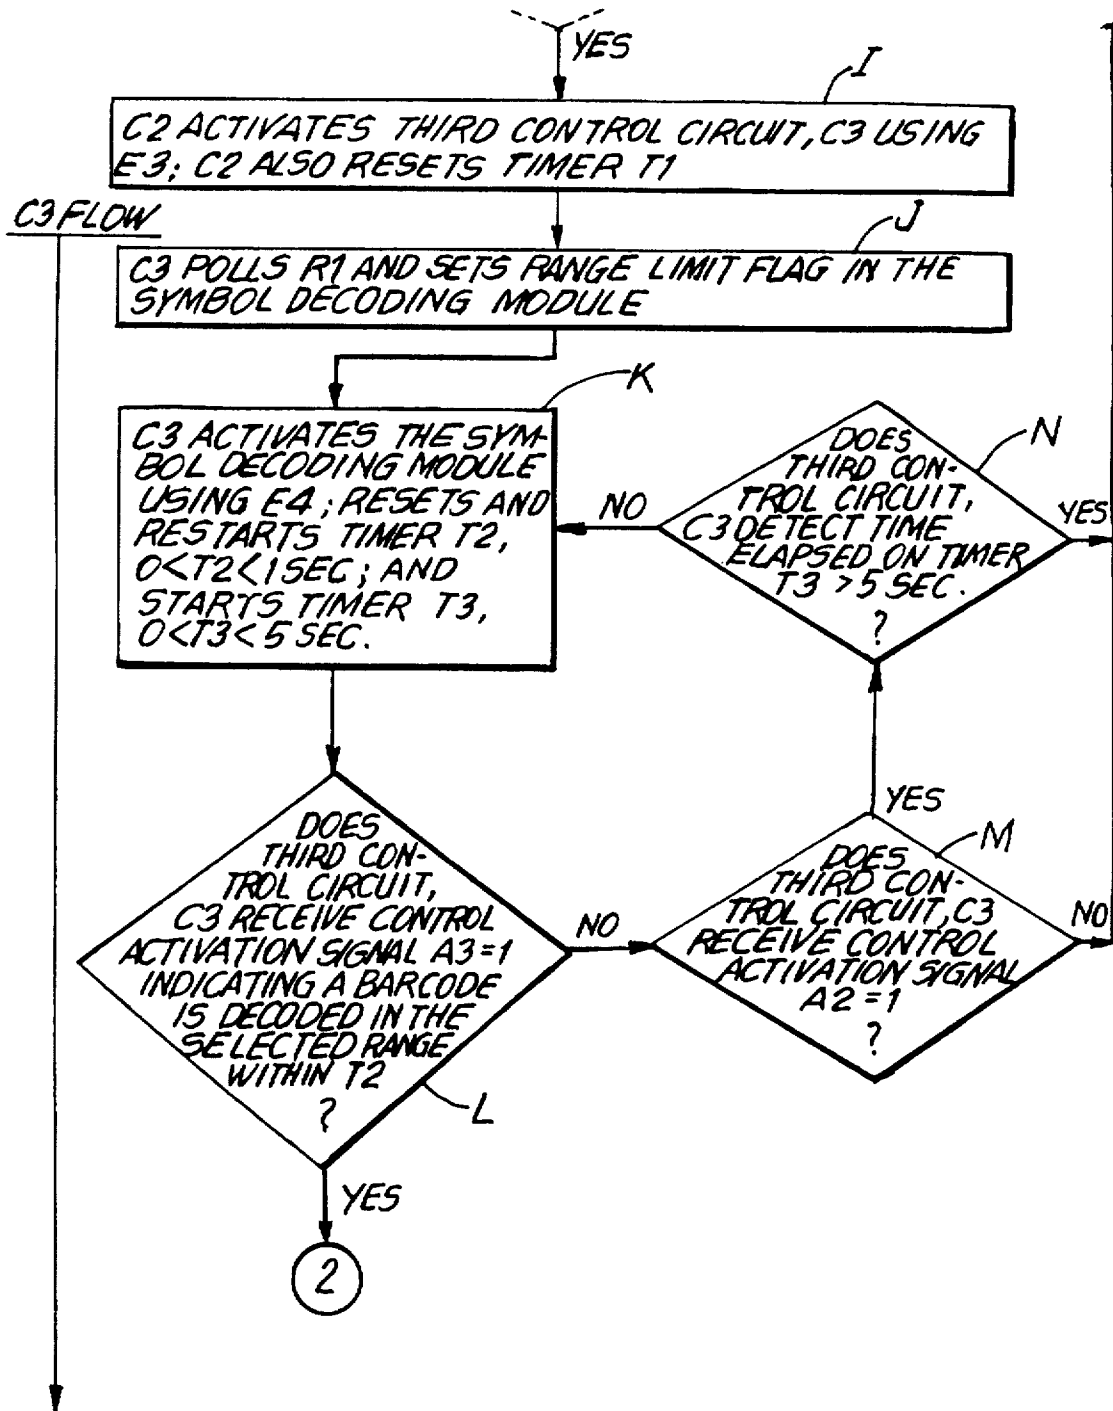 YES
I
C2 ACTIVATES THIRD CONTROL CIRCUIT, C3 USING
E3; C2 ALSO RESETS TIMER T1
C3 FLOW
J
C3 POLLS R1 AND SETS RANGE LIMIT FLAG IN THE
SYMBOL DECODING MODULE
K
C3 ACTIVATES THE SYM-
BOL DECODING MODULE
USING E4; RESETS AND
RESTARTS TIMER T2,
0<T2<1SEC; AND
STARTS TIMER T3,
0<T3<5 SEC.
NO
DOES
THIRD CON-
TROL CIRCUIT,
C3 DETECT TIME
ELAPSED ON TIMER
T3 >5 SEC.
?
N
YES
DOES
THIRD CON-
TROL CIRCUIT,
C3 RECEIVE CONTROL
ACTIVATION SIGNAL A3=1
INDICATING A BARCODE
IS DECODED IN THE
SELECTED RANGE
WITHIN T2
?
L
NO
YES
DOES
THIRD CON-
TROL CIRCUIT, C3
RECEIVE CONTROL
ACTIVATION SIGNAL
A2=1
?
M
NO
YES
2